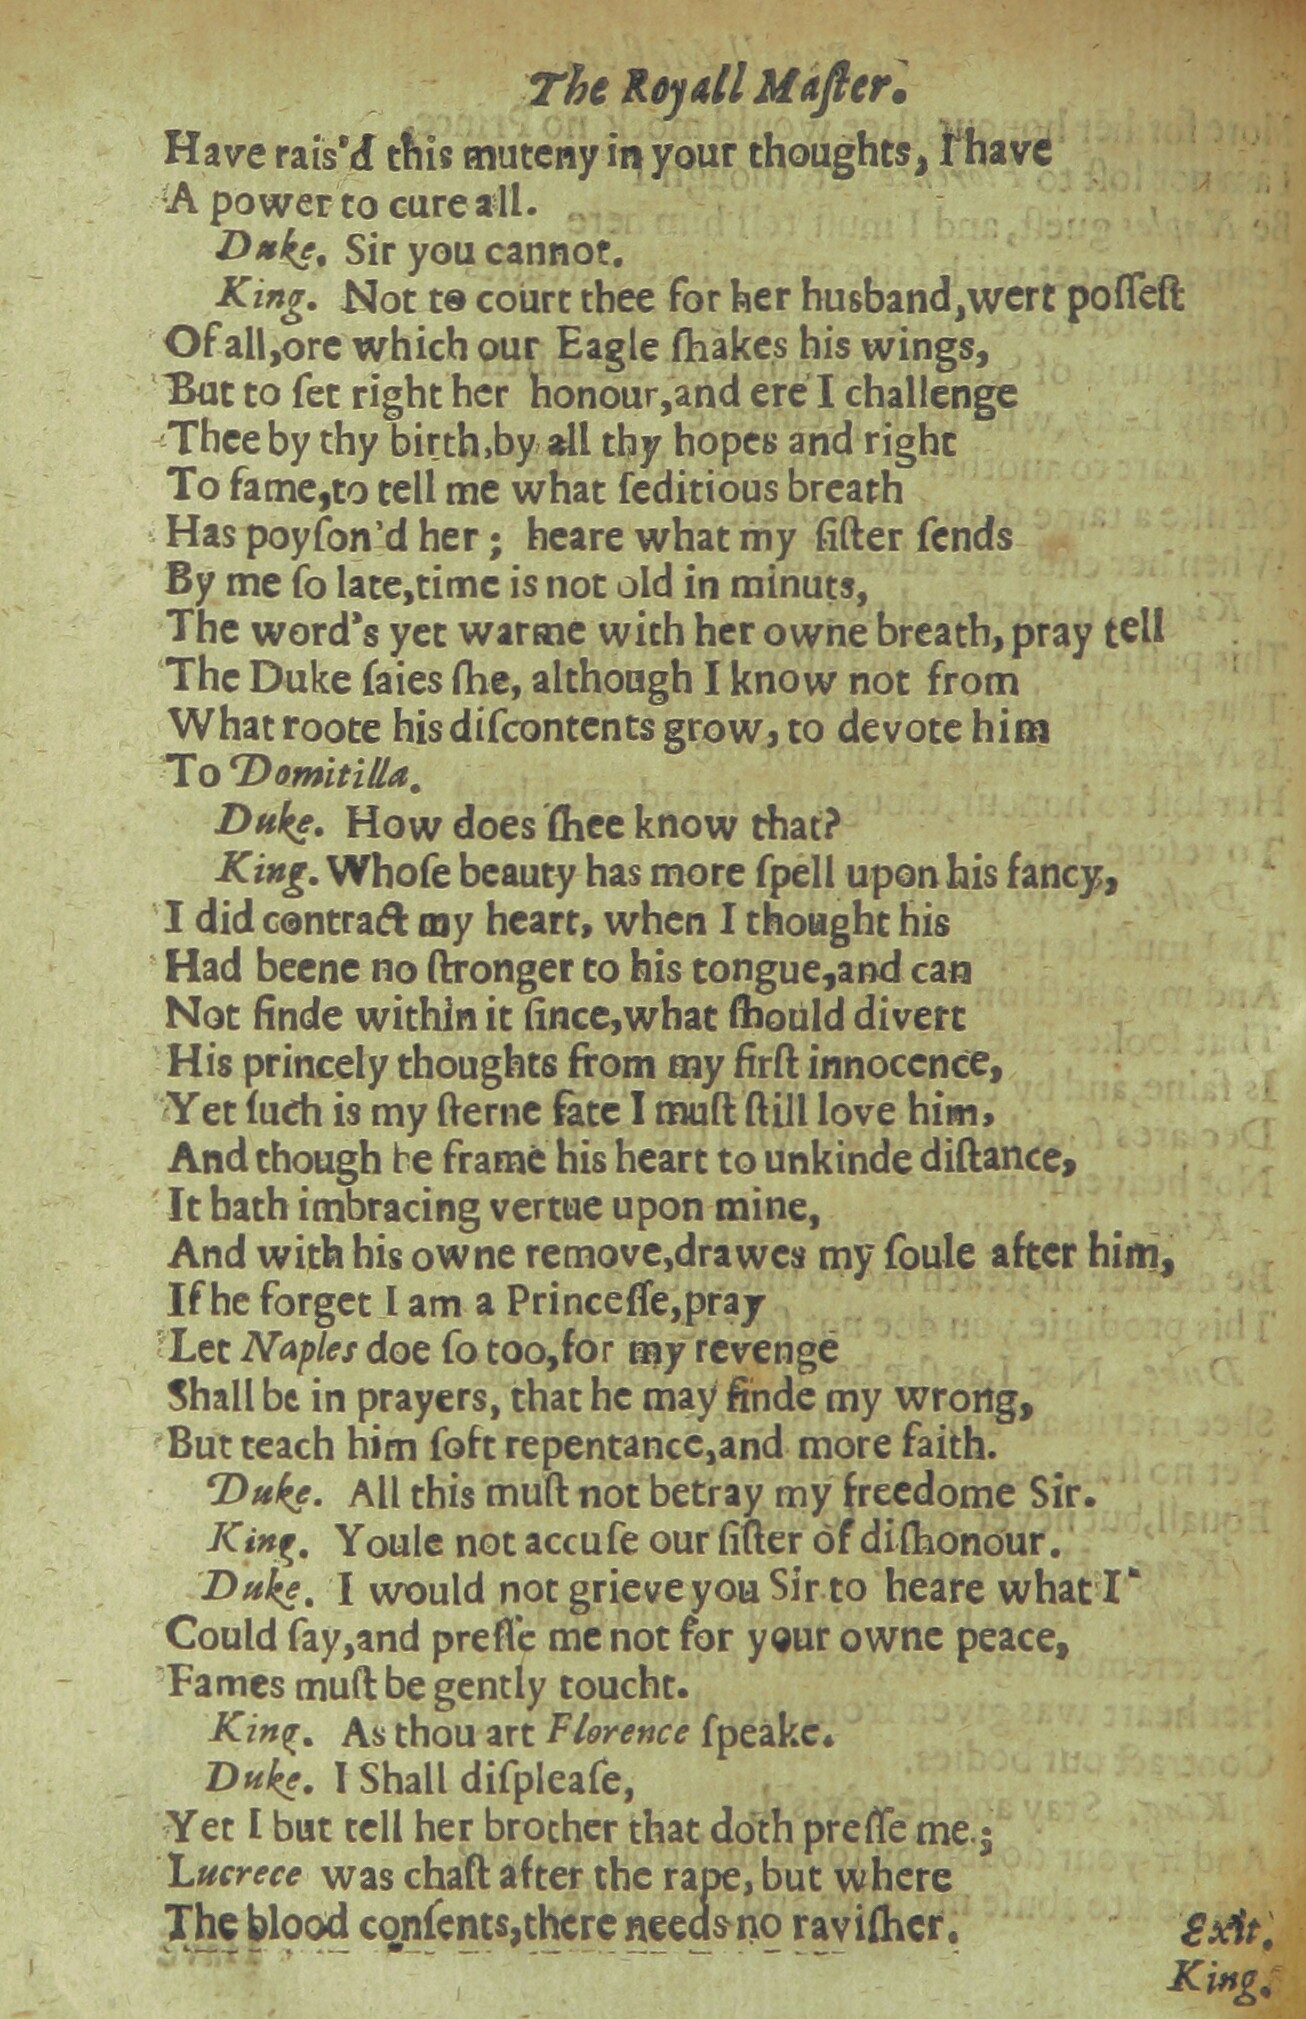 The Royall Maſter.
Have rais'd this muteny in your thoughts, I have
A power to cure all.
Duke. Sir you cannot.
King. Not to court thee for her husband,wert poſſeſt
Of all,ore which our Eagle ſhakes his wings,
But to ſet right her honour,and ere I challenge
Thee by thy birth,by all thy hopes and right
To fame,to tell me what ſeditious breath
Has poyſon'd her ; heare what my ſiſter ſends
By me ſo late,time is not old in minuts,
The word's yet warme with her owne breath, pray tell
The Duke ſaies ſhe, although I know not from
What roote his diſcontents grow, to devote him
To Domitilla.
Duke. How does ſhee know that?
King. Whoſe beauty has more ſpell upon his fancy,
I did contract my heart, when I thought his
Had beene no ſtronger to his tongue,and can
Not finde within it ſince,what ſhould divert
His princely thoughts from my firſt innocence,
Yet ſuch is my ſterne fate I muſt ſtill love him,
And though he frame his heart to unkinde diſtance,
It hath imbracing vertue upon mine,
And with his owne remove,drawes my ſoule after him,
If he forget I am a Princeſſe,pray
Let Naples doe ſo too,for my revenge
Shall be in prayers, that he may finde my wrong,
But teach him ſoft repentance,and more faith.
Duke. All this muſt not betray my freedome Sir.
King. Youle not accuſe our ſiſter of diſhonour.
Duke. I would not grieve you Sir to heare what I
Could ſay,and preſſe me not for your owne peace,
Fames muſt be gently toucht.
King. As thou art Florence ſpeake.
Duke. I Shall diſpleaſe,
Yet I but tell her brother that doth preſſe me ;
Lucrece was chaſt after the rape, but where
The blood conſents,there needs no raviſher. Exit.
King.